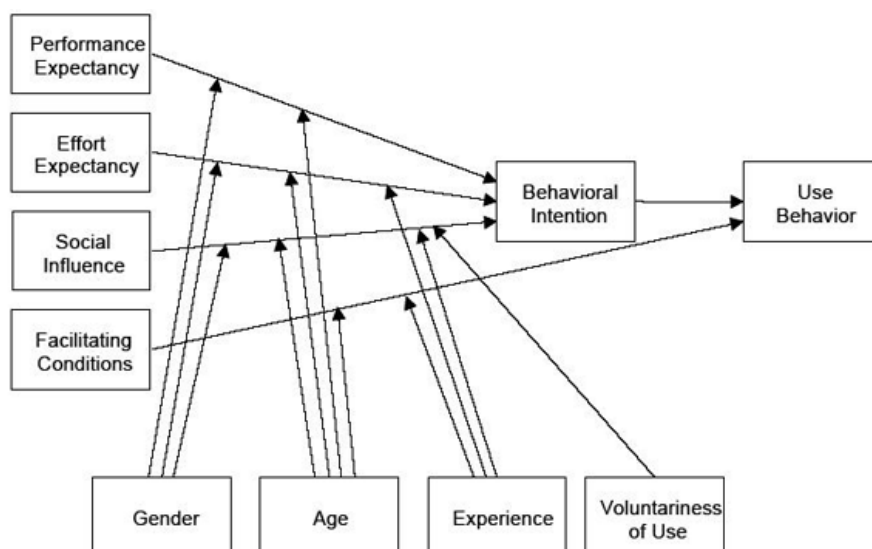 Performance
Expectancy
Effort
Expectancy
Social
Influence
Facilitating
Conditions
Behavioral
Intention
Use
Behavior
Gender
Age
Experience
Voluntariness
of Use